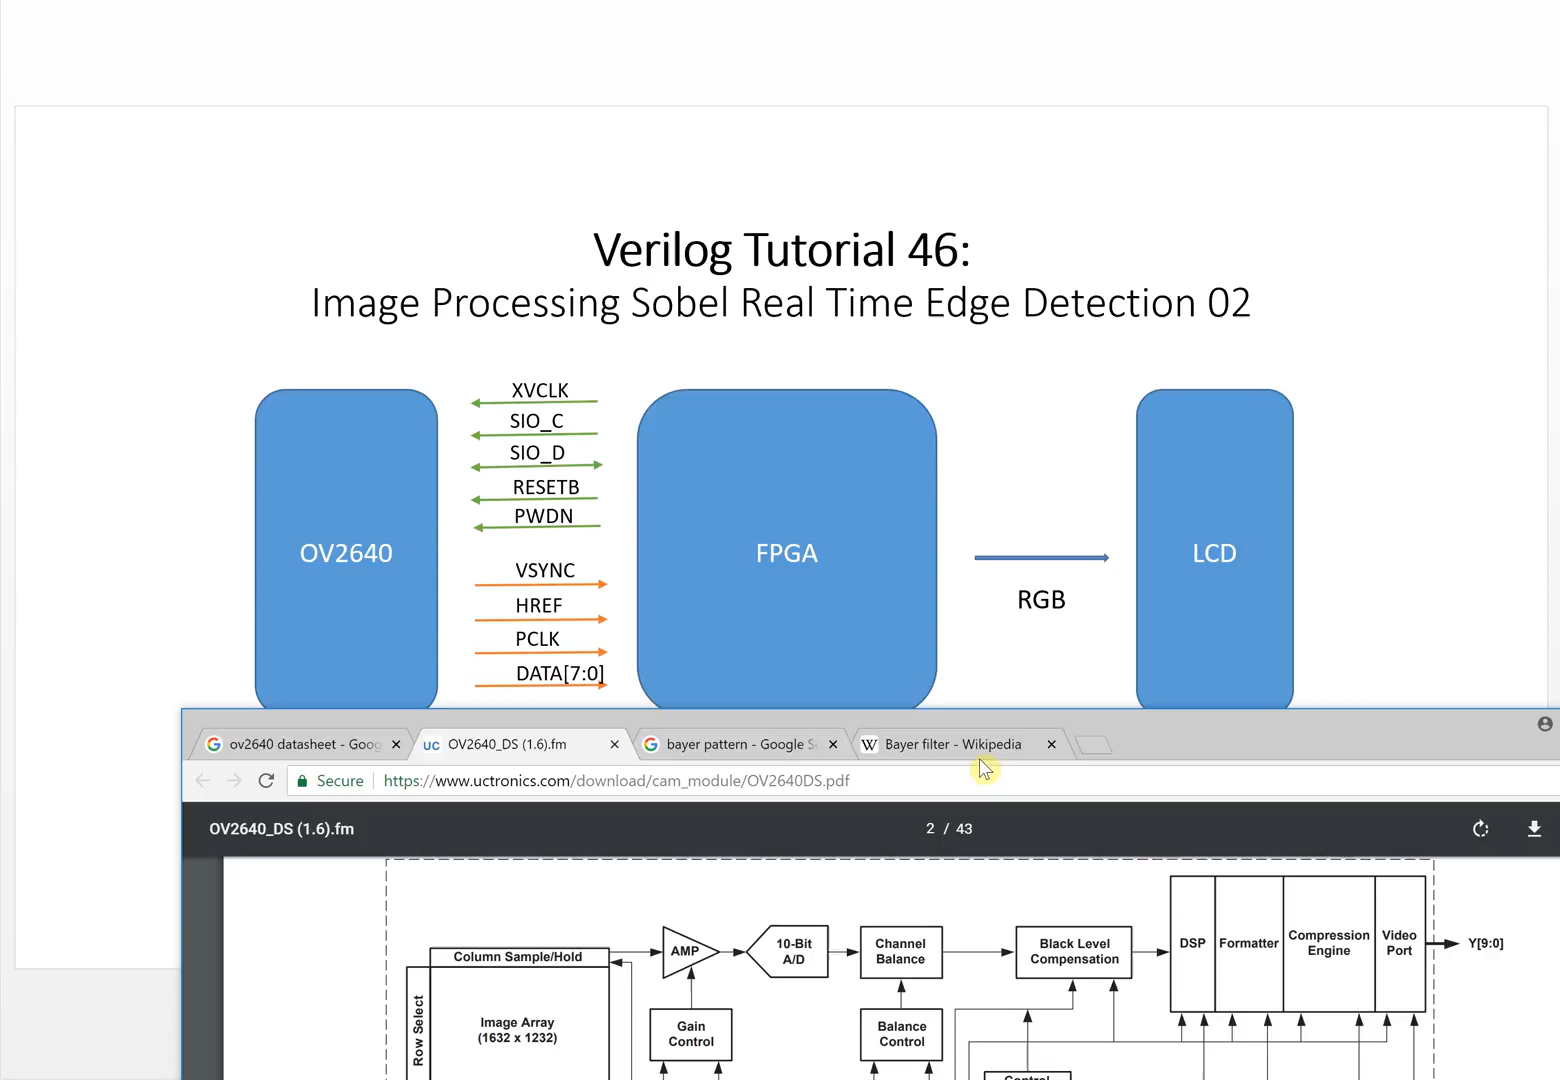 Verilog Tutorial 46:
Image Processing Sobel Real Time Edge Detection 02
XVCLK
SIO_C
SIO_D
RESETB
PWDN
OV2640
FPGA
LCD
VSYNC
HREF
PCLK
DATA[7:0]
RGB
ov2640 datasheet - Goog
UC OV2640_DS (1.6).fm
bayer pattern - Google S
W Bayer filter - Wikipedia
Secure https://www.uctronics.com/download/cam_module/OV2640DS.pdf
OV2640_DS (1.6).fm
2 / 43
Column Sample/Hold
AMP
10-Bit
A/D
Channel
Balance
Black Level
Compensation
DSP
Formatter
Compression
Engine
Video
Port
Y[9:0]
Row Select
Image Array
(1632 x 1232)
Gain
Control
Balance
Control